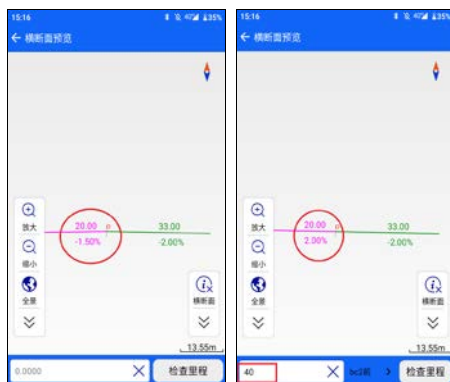 15:16
35%
横断面预览
20.00
33.00
-1.50%
-2.00%
放大
缩小
全景
横断面
13.55m
0.0000
检查里程
15:16
35%
横断面预览
20.00
33.00
2.00%
-2.00%
放大
缩小
全景
横断面
13.55m
40
检查里程